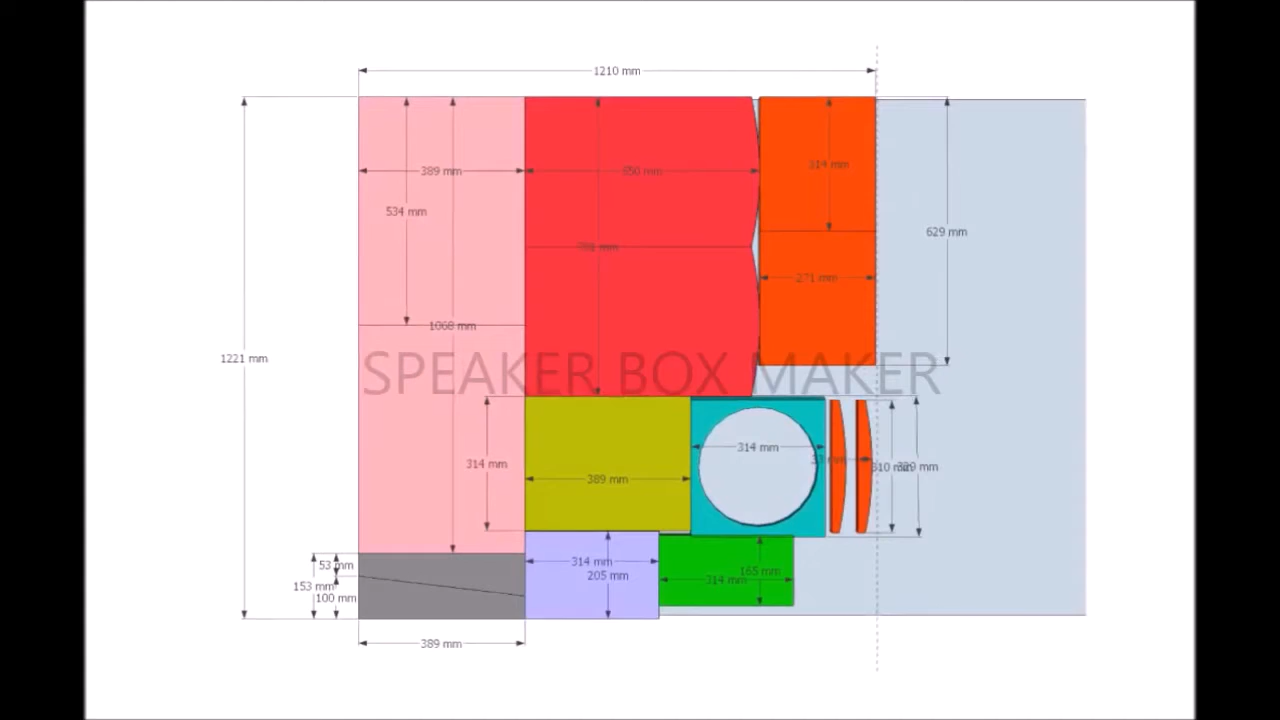 1210 mm
389 mm
314 mm
534 mm
629 mm
271 mm
1068 mm
1221 mm
SPEAKER BOX MAKER
314 mm
314 mm
389 mm
53 mm
314 mm
205 mm
165 mm
314 mm
153 mm
100 mm
389 mm